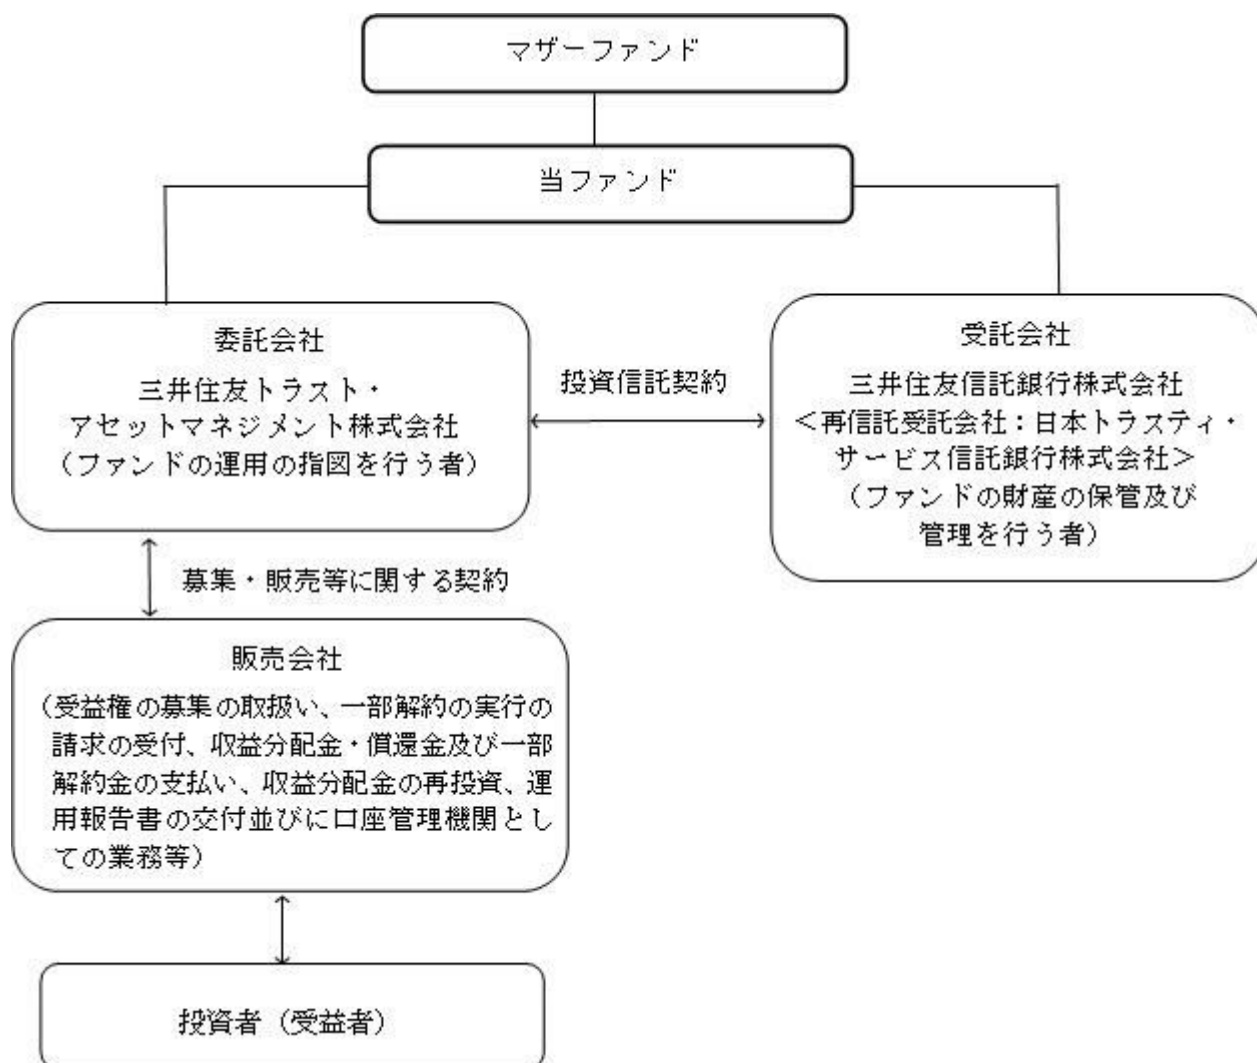 マザーファンド
当ファンド
委託会社
三井住友トラスト・
アセットマネジメント株式会社
（ファンドの運用の指図を行う者）
投資信託契約
受託会社
三井住友信託銀行株式会社
＜再信託受託会社：日本トラスティ・
サービス信託銀行株式会社＞
（ファンドの財産の保管及び
管理を行う者）
募集・販売等に関する契約
販売会社
（受益権の募集の取扱い、一部解約の実行の
請求の受付、収益分配金・償還金及び一部
解約金の支払い、収益分配金の再投資、運
用報告書の交付並びに口座管理機関とし
ての業務等）
投資者（受益者）